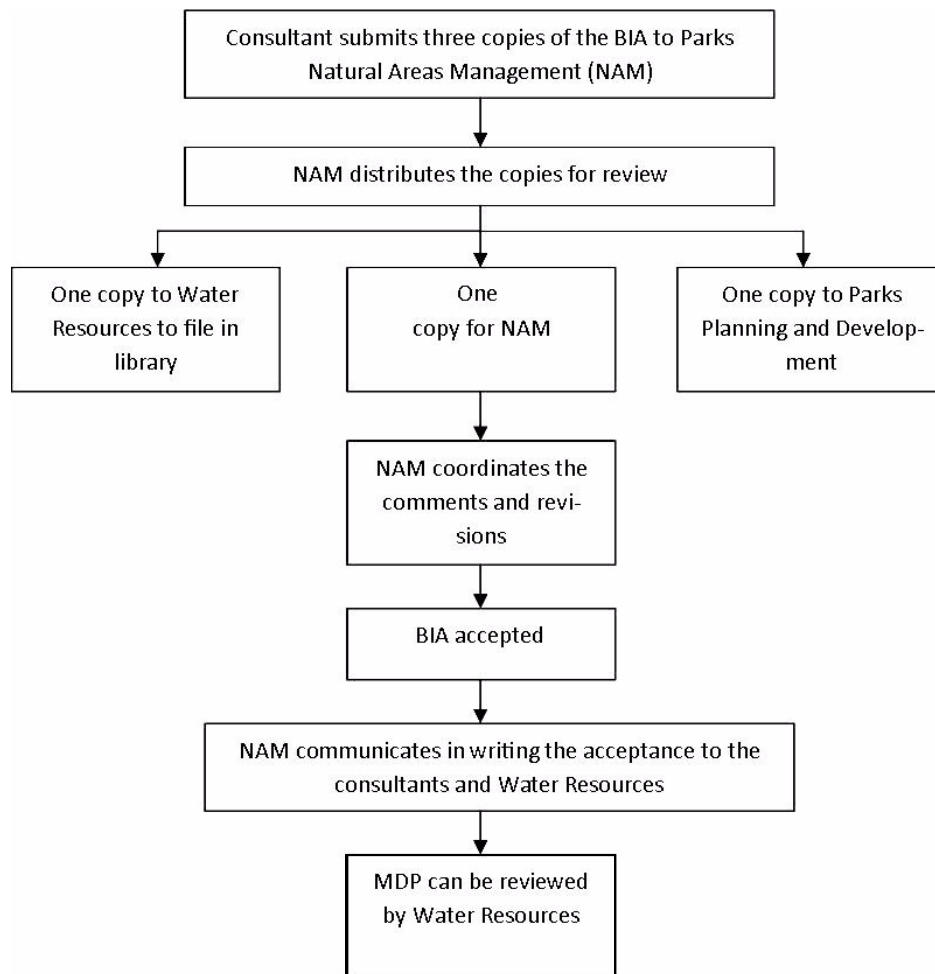 Consultant submits three copies of the BIA to Parks
Natural Areas Management (NAM)
NAM distributes the copies for review
One copy to Water
Resources to file in
library
One
copy for NAM
One copy to Parks
Planning and Develop-
ment
NAM coordinates the
comments and revi-
sions
BIA accepted
NAM communicates in writing the acceptance to the
consultants and Water Resources
MDP can be reviewed
by Water Resources